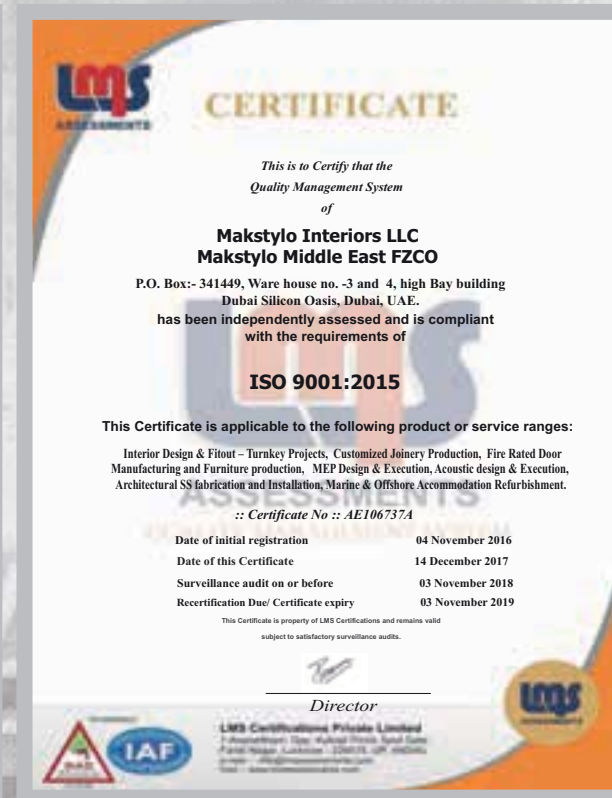 LMS
ASSESSMENTS
CERTIFICATE
This is to Certify that the
Quality Management System
of
Makstylo Interiors LLC
Makstylo Middle East FZCO
P.O. Box:- 341449, Ware house no. -3 and  4, high Bay building
Dubai Silicon Oasis, Dubai, UAE.
has been independently assessed and is compliant
with the requirements of
ISO 9001:2015
This Certificate is applicable to the following product or service ranges:
Interior Design & Fitout – Turnkey Projects,  Customized Joinery Production,  Fire Rated Door
Manufacturing and Furniture production,   MEP Design & Execution, Acoustic design & Execution,
Architectural SS fabrication and Installation, Marine & Offshore Accommodation Refurbishment.
ASSESSMENTS
:: Certificate No :: AE106737A
Date of initial registration 04 November 2016
Date of this Certificate 14 December 2017
Surveillance audit on or before 03 November 2018
Recertification Due/ Certificate expiry 03 November 2019
This Certificate is property of LMS Certifications and remains valid
subject to satisfactory surveillance audits.
Director
LMS
ASSESSMENTS
IAF
LMS Certifications Private Limited